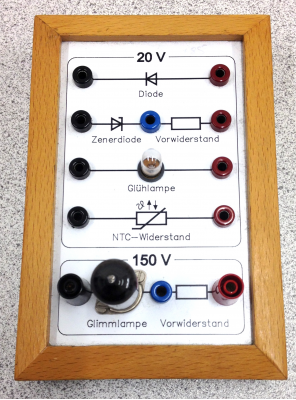 20 V
Diode
Zenerdiode Vorwiderstand
Glühlampe
ϑ
NTC-Widerstand
150 V
Glimmlampe Vorwiderstand